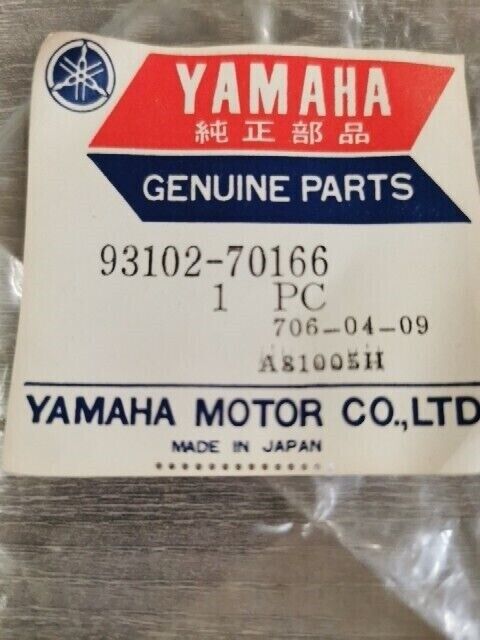 YAMAHA
純正部品
GENUINE PARTS
93102-70166
1 PC
706-04-09
A81005H
YAMAHA MOTOR CO.,LTD
MADE IN JAPAN